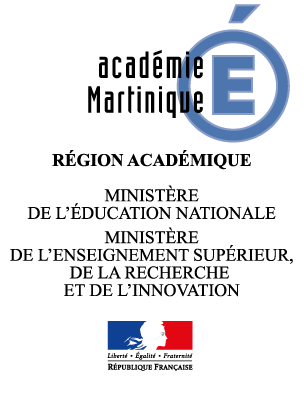 académie
Martinique
É
RÉGION ACADÉMIQUE
MINISTÈRE
DE L’ÉDUCATION NATIONALE
MINISTÈRE
DE L’ENSEIGNEMENT SUPÉRIEUR,
DE LA RECHERCHE
ET DE L’INNOVATION
Liberté • Égalité • Fraternité
RÉPUBLIQUE FRANÇAISE